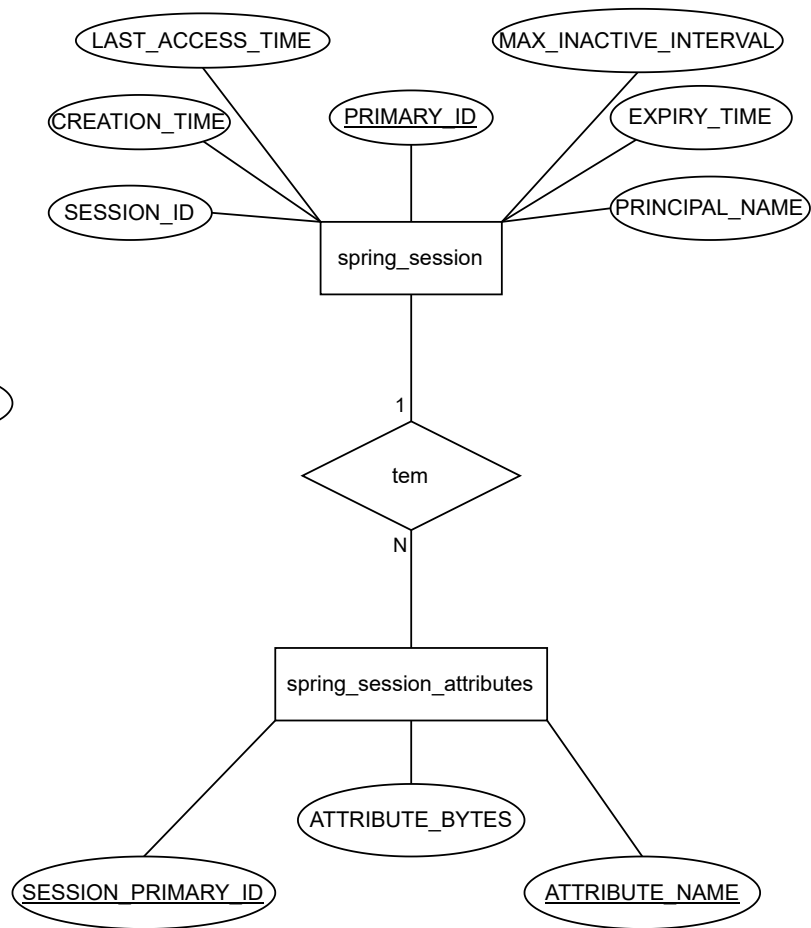 LAST_ACCESS_TIME
MAX_INACTIVE_INTERVAL
CREATION_TIME
PRIMARY_ID
EXPIRY_TIME
SESSION_ID
PRINCIPAL_NAME
spring_session
1
tem
N
spring_session_attributes
ATTRIBUTE_BYTES
SESSION_PRIMARY_ID
ATTRIBUTE_NAME